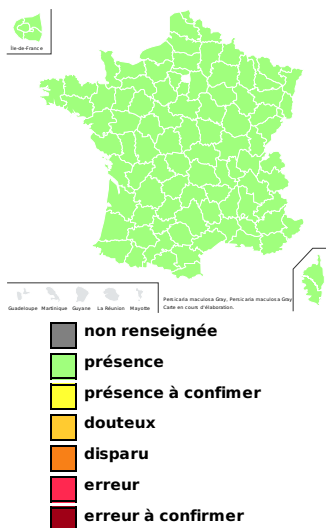 Île-de-France
Guadeloupe Martinique Guyane La Réunion Mayotte
Persicaria maculosa Gray, Persicaria maculosa Gray
Carte en cours d'élaboration.
non renseignée
présence
présence à confimer
douteux
disparu
erreur
erreur à confirmer